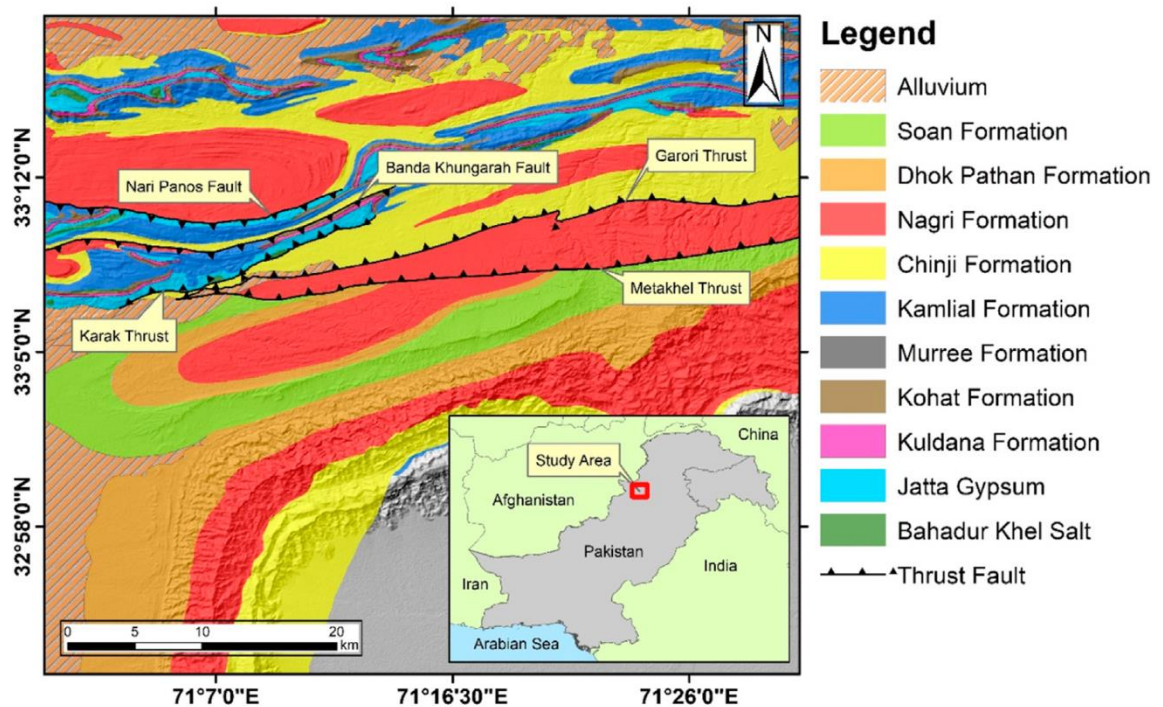 N
Garori Thrust
Banda Khungarah Fault
Nari Panos Fault
Metakhel Thrust
Karak Thrust
33°12'0"N
33°5'0"N
32°58'0"N
71°7'0"E
71°16'30"E
71°26'0"E
0 5 10 20
km
China
Study Area
Afghanistan
Pakistan
India
Iran
Arabian Sea
Legend
Alluvium
Soan Formation
Dhok Pathan Formation
Nagri Formation
Chinji Formation
Kamlial Formation
Murree Formation
Kohat Formation
Kuldana Formation
Jatta Gypsum
Bahadur Khel Salt
Thrust Fault